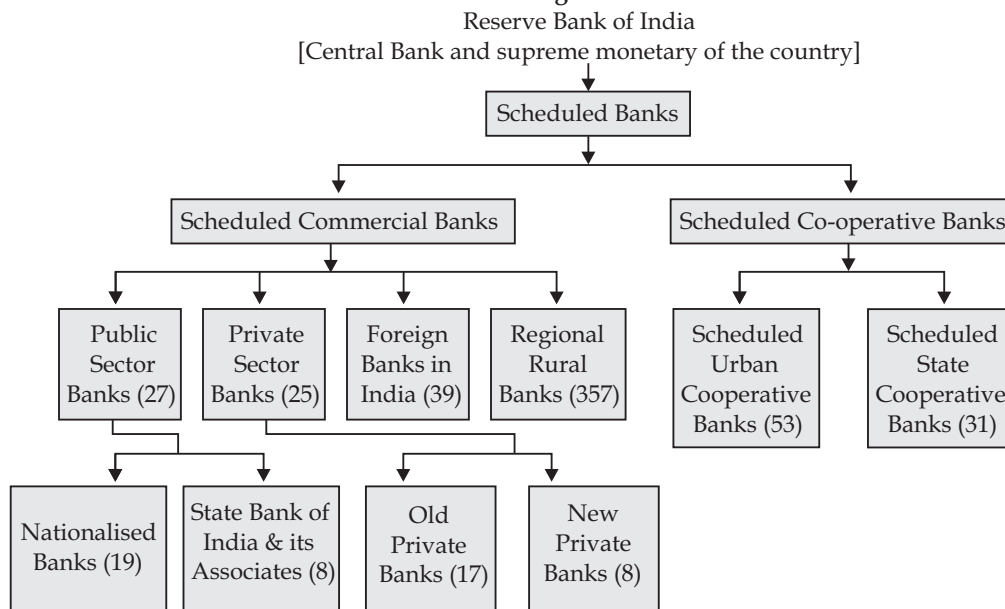 Reserve Bank of India
[Central Bank and supreme monetary of the country]
Scheduled Banks
Scheduled Commercial Banks
Scheduled Co-operative Banks
Public
Sector
Banks (27)
Private
Sector
Banks (25)
Foreign
Banks in
India (39)
Regional
Rural
Banks (357)
Scheduled
Urban
Cooperative
Banks (53)
Scheduled
State
Cooperative
Banks (31)
Nationalised
Banks (19)
State Bank of
India & its
Associates (8)
Old
Private
Banks (17)
New
Private
Banks (8)